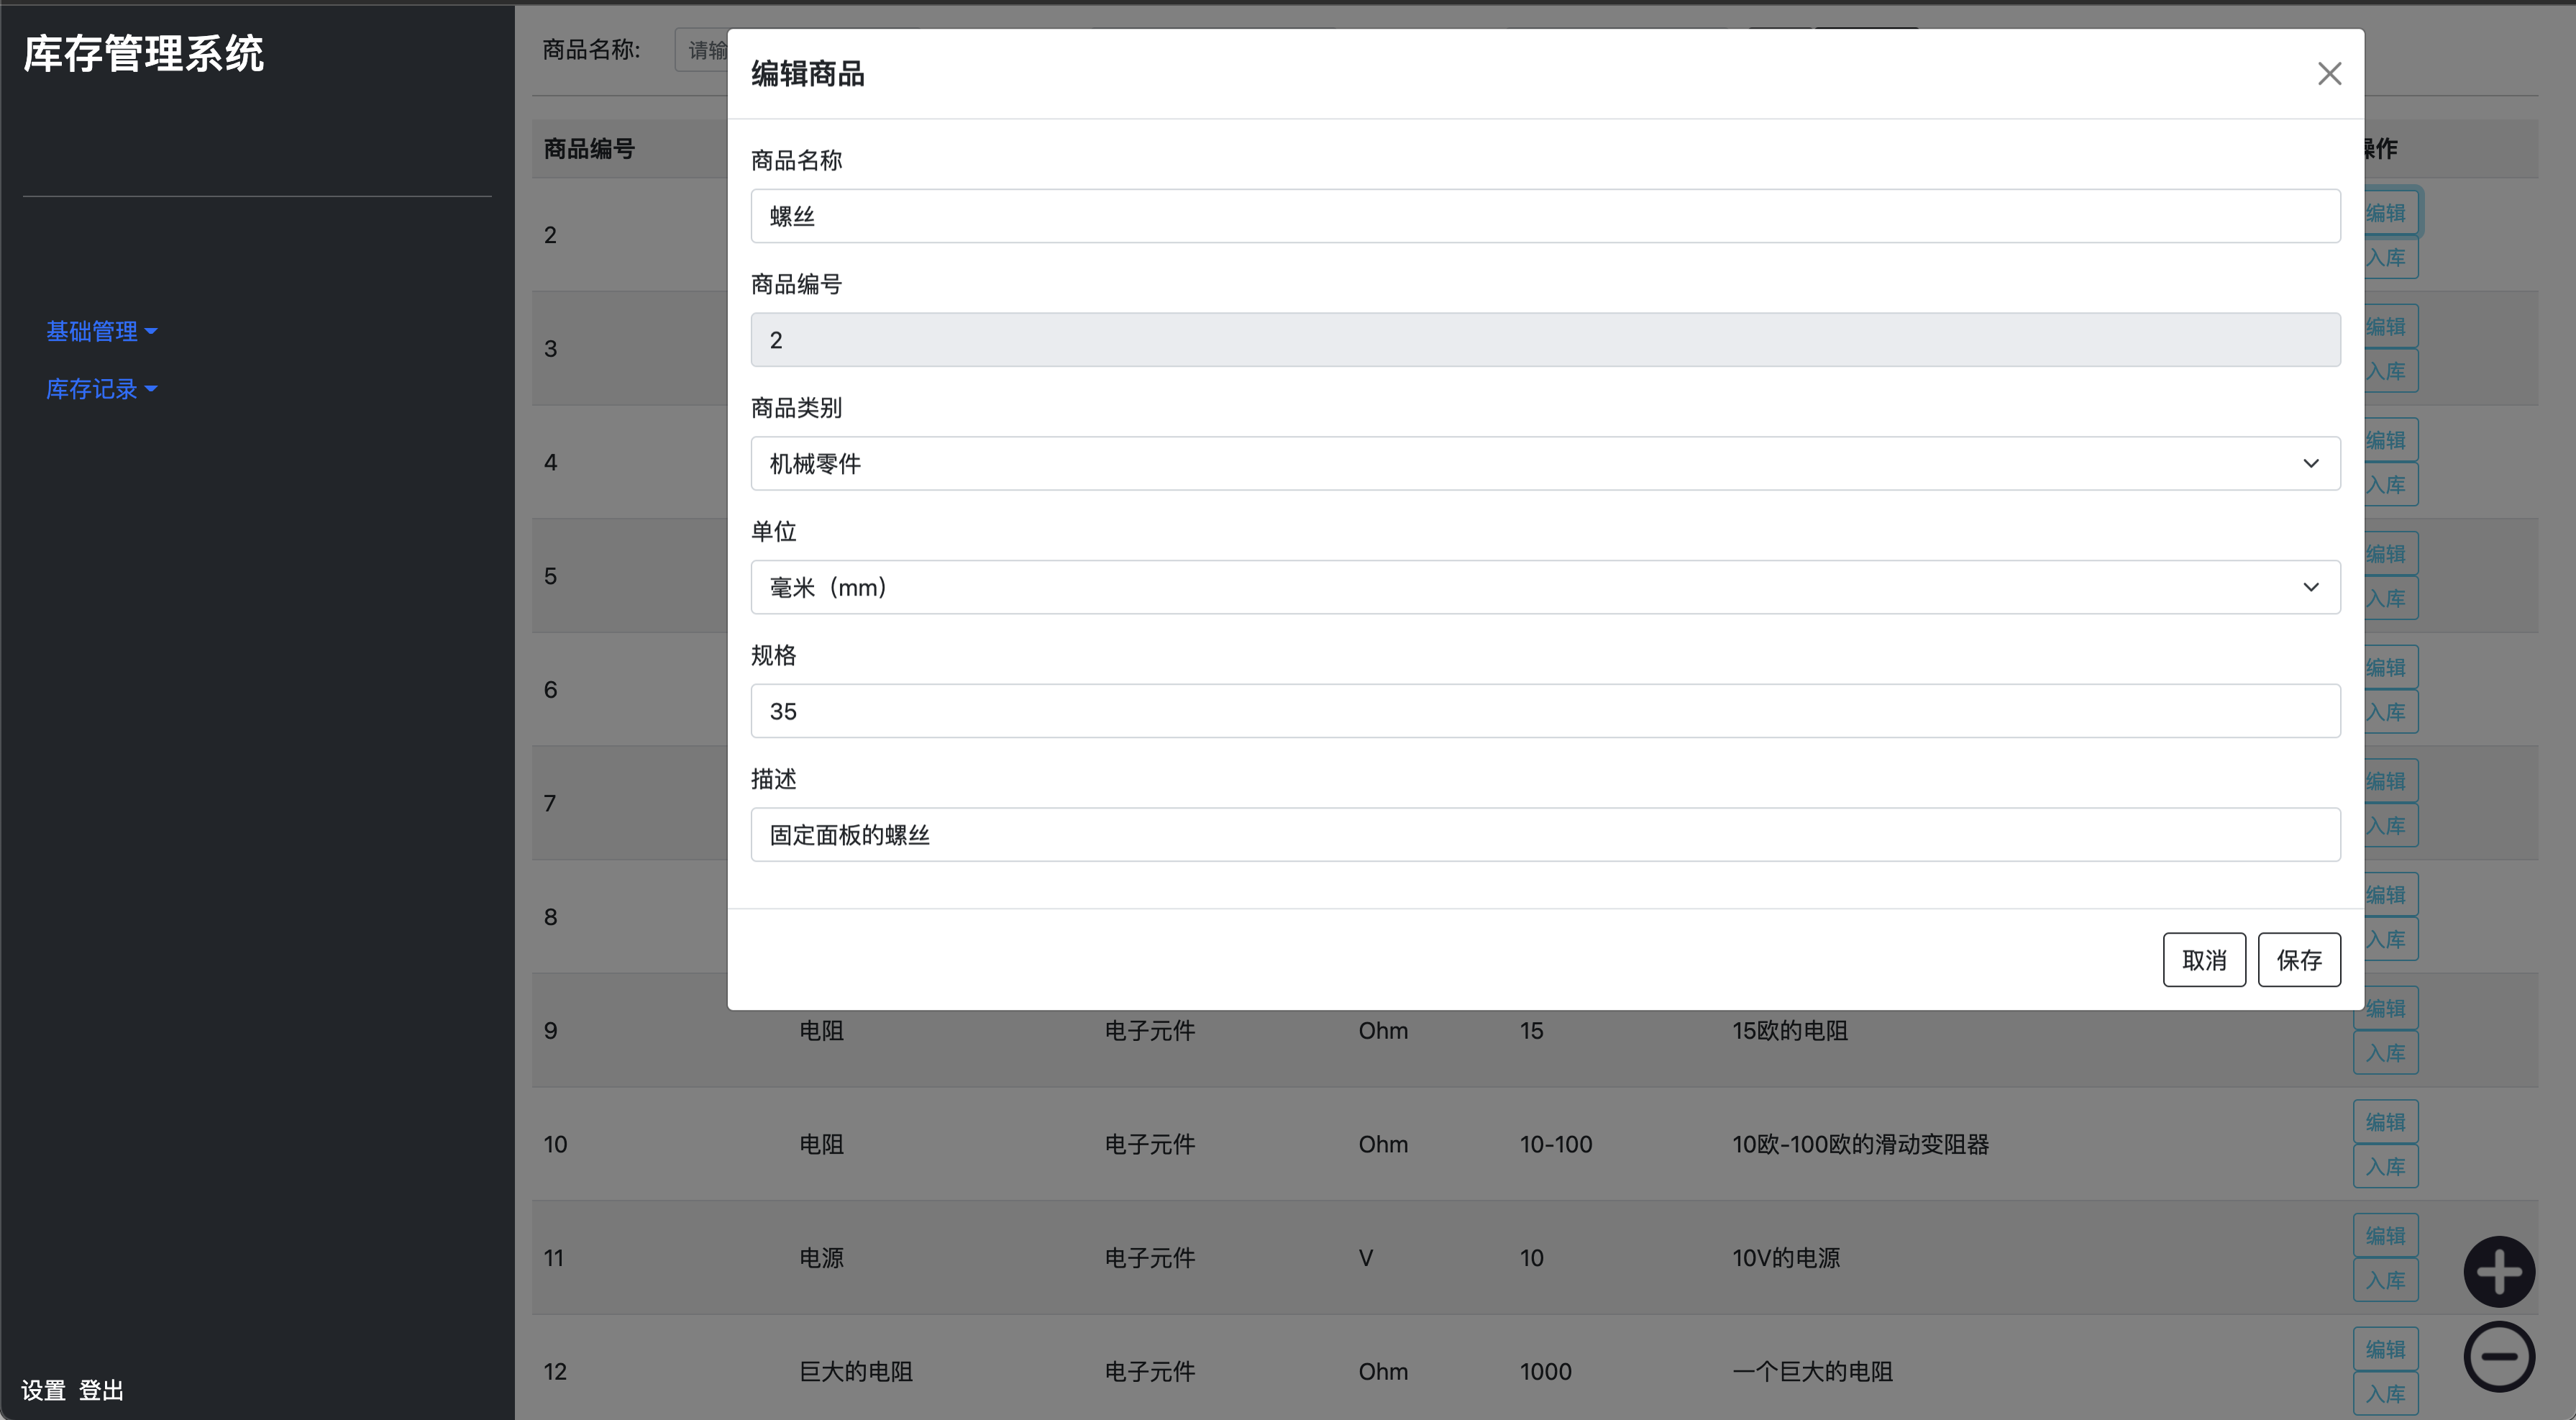 库存管理系统
基础管理
库存记录
设置 登出
商品名称: 请输
编辑商品
商品名称
螺丝
商品编号
2
商品类别
机械零件
单位
毫米（mm）
规格
35
描述
固定面板的螺丝
取消 保存
商品编号 操作
2 编辑
入库
3 编辑
入库
4 编辑
入库
5 编辑
入库
6 编辑
入库
7 编辑
入库
8 编辑
入库
9 电阻 电子元件 Ohm 15 15欧的电阻 编辑
入库
10 电阻 电子元件 Ohm 10-100 10欧-100欧的滑动变阻器 编辑
入库
11 电源 电子元件 V 10 10V的电源 编辑
入库
12 巨大的电阻 电子元件 Ohm 1000 一个巨大的电阻 编辑
入库